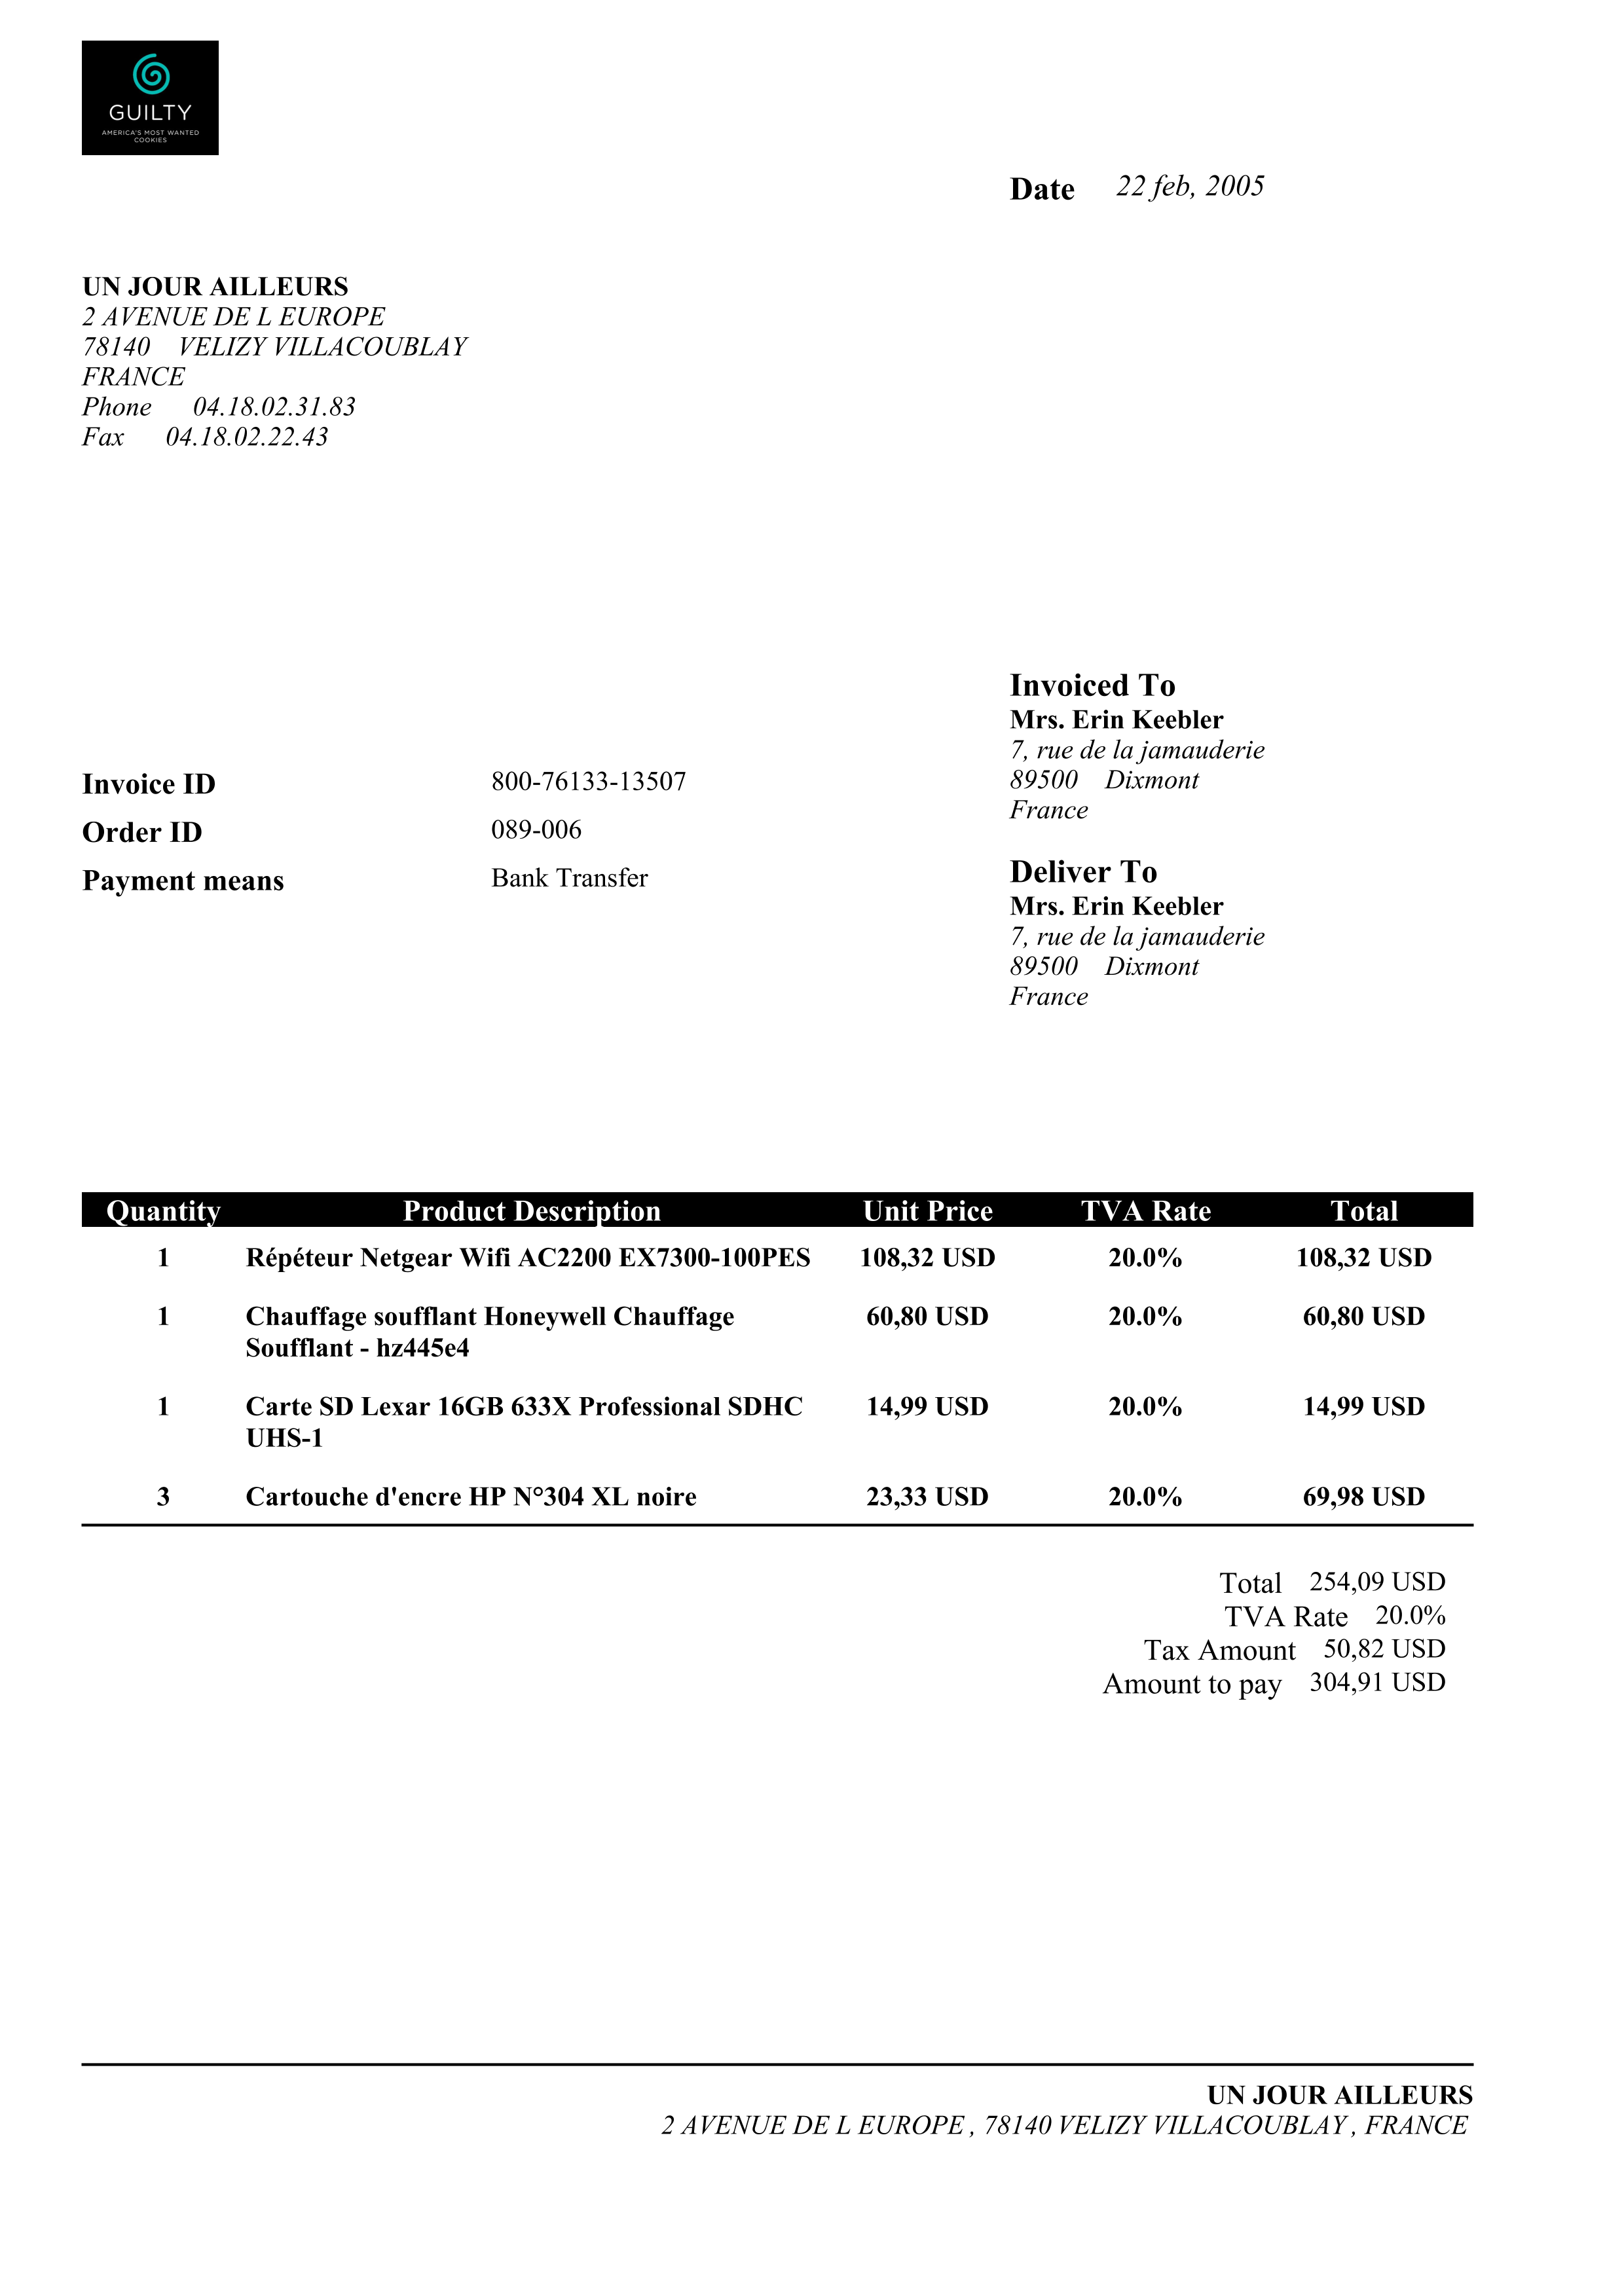 GUILTY
AMERICA'S MOST WANTED
COOKIES
Date 22 feb, 2005
UN JOUR AILLEURS
2 AVENUE DE L EUROPE
78140 VELIZY VILLACOUBLAY
FRANCE
Phone 04.18.02.31.83
Fax 04.18.02.22.43
Invoice ID 800-76133-13507
Order ID 089-006
Payment means Bank Transfer
Invoiced To
Mrs. Erin Keebler
7, rue de la jamauderie
89500 Dixmont
France
Deliver To
Mrs. Erin Keebler
7, rue de la jamauderie
89500 Dixmont
France
Quantity Product Description Unit Price TVA Rate Total
1 Répéteur Netgear Wifi AC2200 EX7300-100PES 108,32 USD 20.0% 108,32 USD
1 Chauffage soufflant Honeywell Chauffage 60,80 USD 20.0% 60,80 USD
Soufflant - hz445e4
1 Carte SD Lexar 16GB 633X Professional SDHC 14,99 USD 20.0% 14,99 USD
UHS-1
3 Cartouche d'encre HP N°304 XL noire 23,33 USD 20.0% 69,98 USD
Total 254,09 USD
TVA Rate 20.0%
Tax Amount 50,82 USD
Amount to pay 304,91 USD
UN JOUR AILLEURS
2 AVENUE DE L EUROPE , 78140 VELIZY VILLACOUBLAY , FRANCE